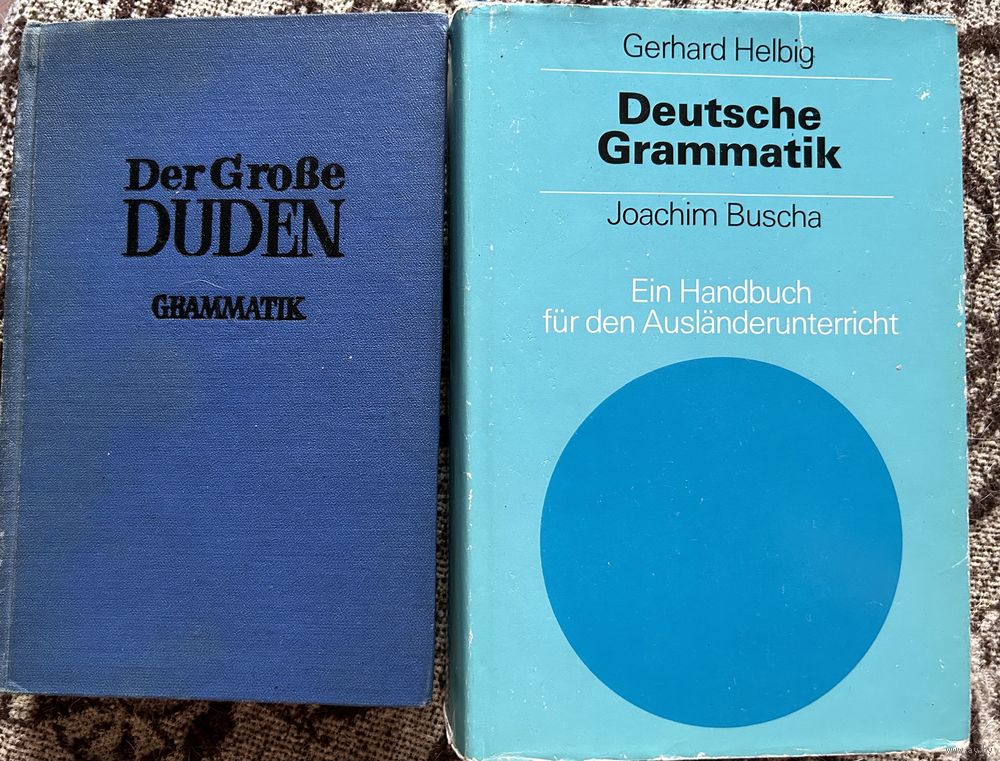 Der Große
DUDEN
GRAMMATIK
Gerhard Helbig
Deutsche
Grammatik
Joachim Buscha
Ein Handbuch
für den Ausländerunterricht